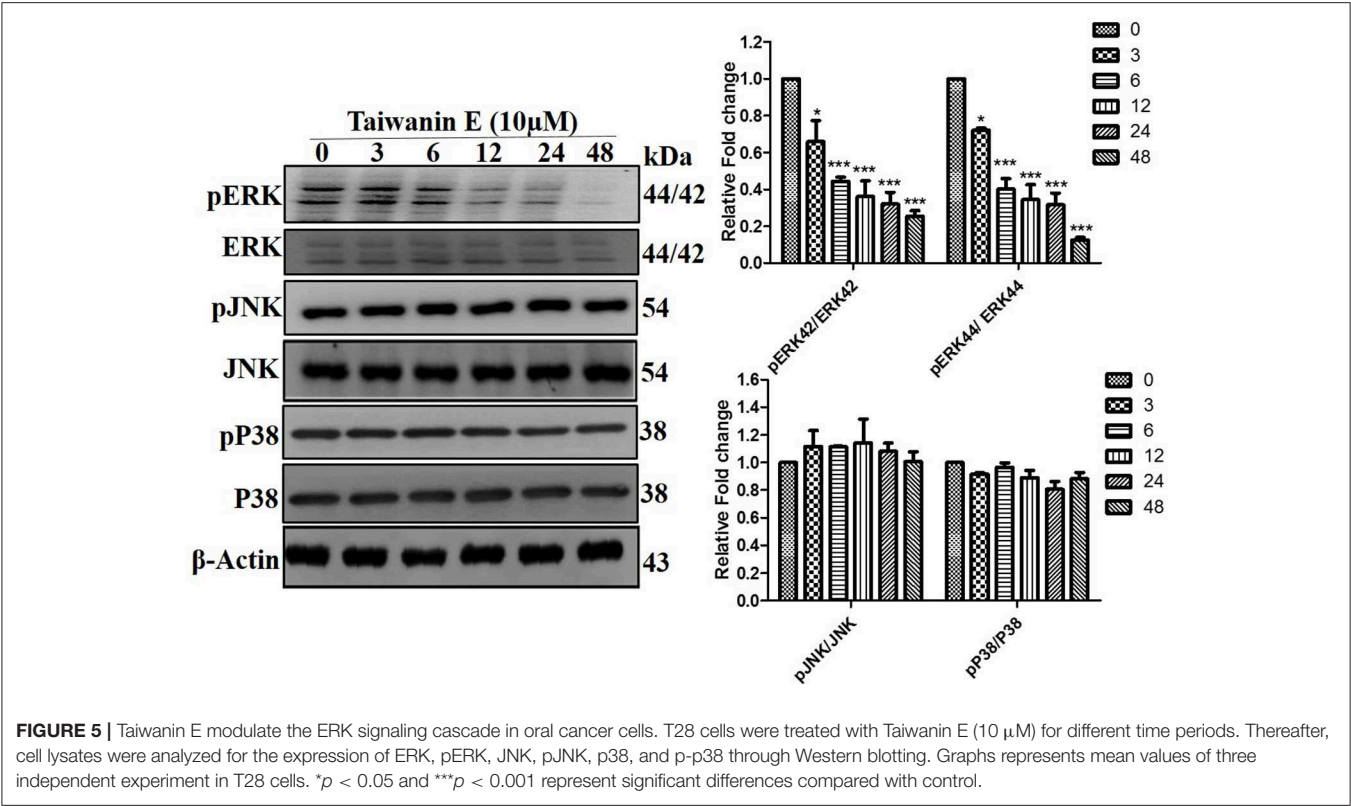 Taiwanin E (10μM)
0 3 6 12 24 48 kDa
pERK 44/42
ERK 44/42
pJNK 54
JNK 54
pP38 38
P38 38
β-Actin 43
Relative Fold change
1.2
1.0
0.8
0.6
0.4
0.2
0.0
* *** *** *** ***
* *** *** *** ***
pERK42/ERK42
pERK44/ ERK44
0
3
6
12
24
48
Relative Fold change
1.6
1.4
1.2
1.0
0.8
0.6
0.4
0.2
0.0
pJNK/JNK
pP38/P38
0
3
6
12
24
48
FIGURE 5 | Taiwanin E modulate the ERK signaling cascade in oral cancer cells. T28 cells were treated with Taiwanin E (10 μM) for different time periods. Thereafter,
cell lysates were analyzed for the expression of ERK, pERK, JNK, pJNK, p38, and p-p38 through Western blotting. Graphs represents mean values of three
independent experiment in T28 cells. *p < 0.05 and ***p < 0.001 represent significant differences compared with control.